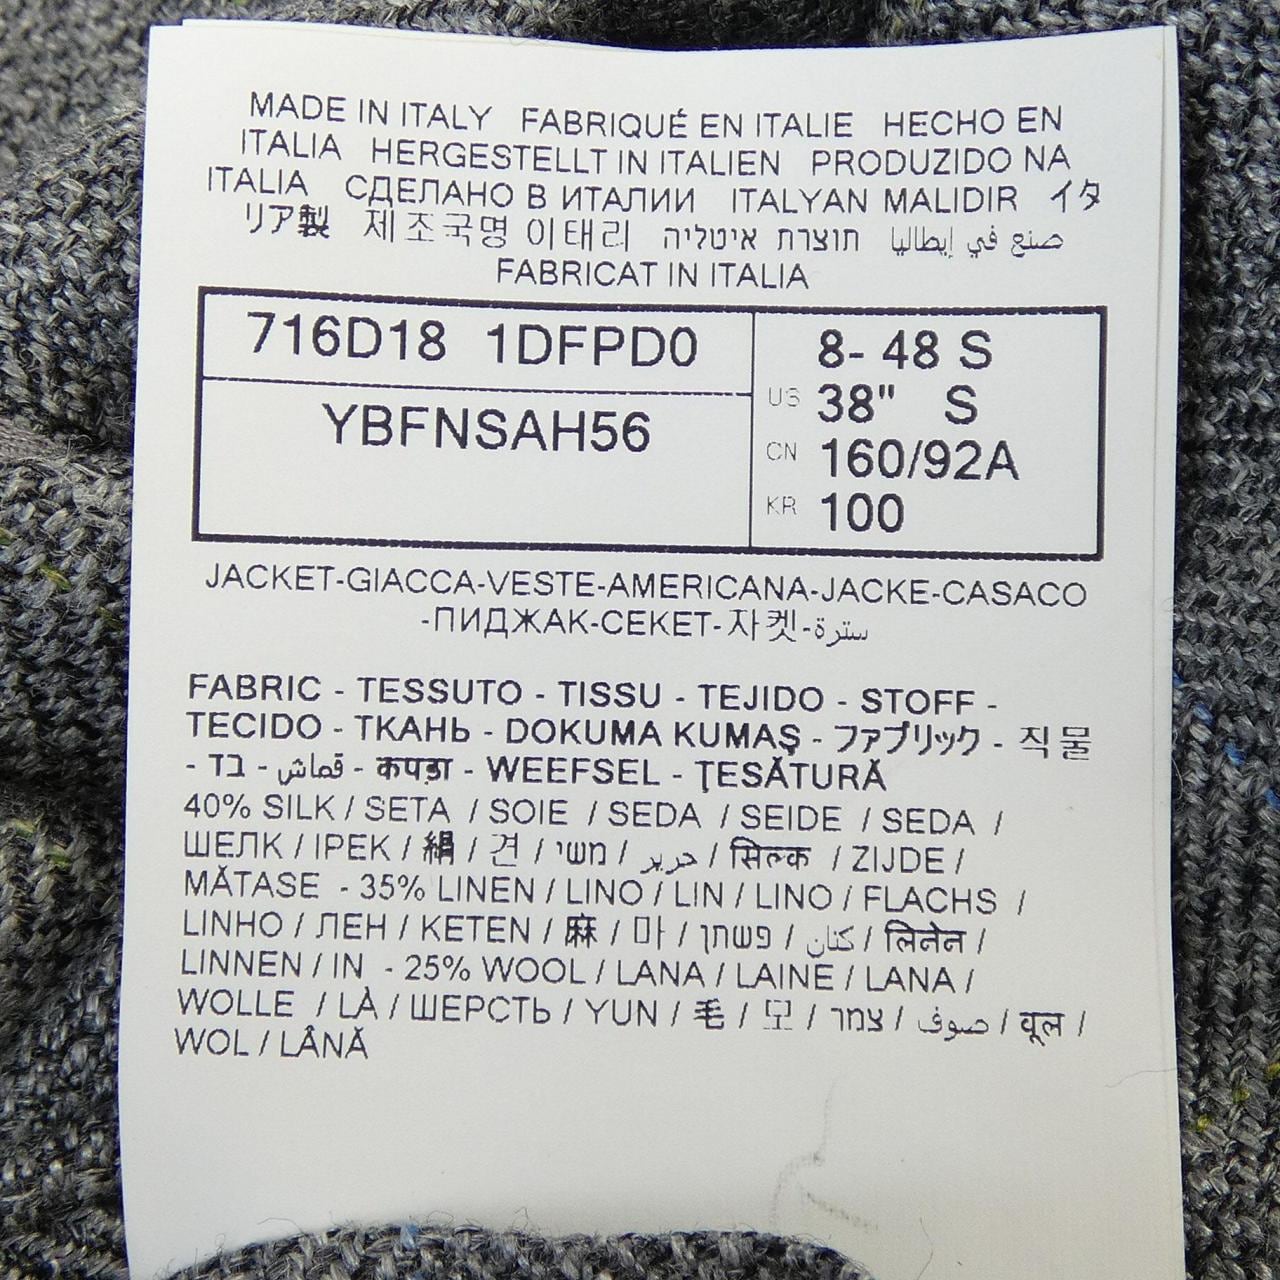 MADE IN ITALY FABRIQUÉ EN ITALIE HECHO EN
ITALIA HERGESTELLT IN ITALIEN PRODUZIDO NA
ITALIA СДЕЛАНО В ИТАЛИИ ITALYAN MALIDIR イタ
リア製 제조국명 이태리 תוצרת איטליה صنع في إيطاليا
FABRICAT IN ITALIA
716D18 1DFPD0
YBFNSAH56
8- 48 S
US 38" S
CN 160/92A
KR 100
JACKET-GIACCA-VESTE-AMERICANA-JACKE-CASACO
-ПИДЖАК-CEKET-자켓-سترة
FABRIC - TESSUTO - TISSU - TEJIDO - STOFF -
TECIDO - ТКАНЬ - DOKUMA KUMAŞ - ファブリック - 직물
- בד - قماش - कपड़ा - WEEFSEL - ŢESĂTURĂ
40% SILK / SETA / SOIE / SEDA / SEIDE / SEDA /
ШЕЛК / IPEK / 絹 / 견 / משי / حرير / सिल्क / ZIJDE /
MĂTASE - 35% LINEN / LINO / LIN / LINO / FLACHS /
LINHO / ЛЕН / KETEN / 麻 / 마 / פשתן / كتان / लिनेन /
LINNEN / IN - 25% WOOL / LANA / LAINE / LANA /
WOLLE / LÀ / ШЕРСТЬ / YUN / 毛 / 모 / צמר / صوف / वूल /
WOL / LÂNĂ